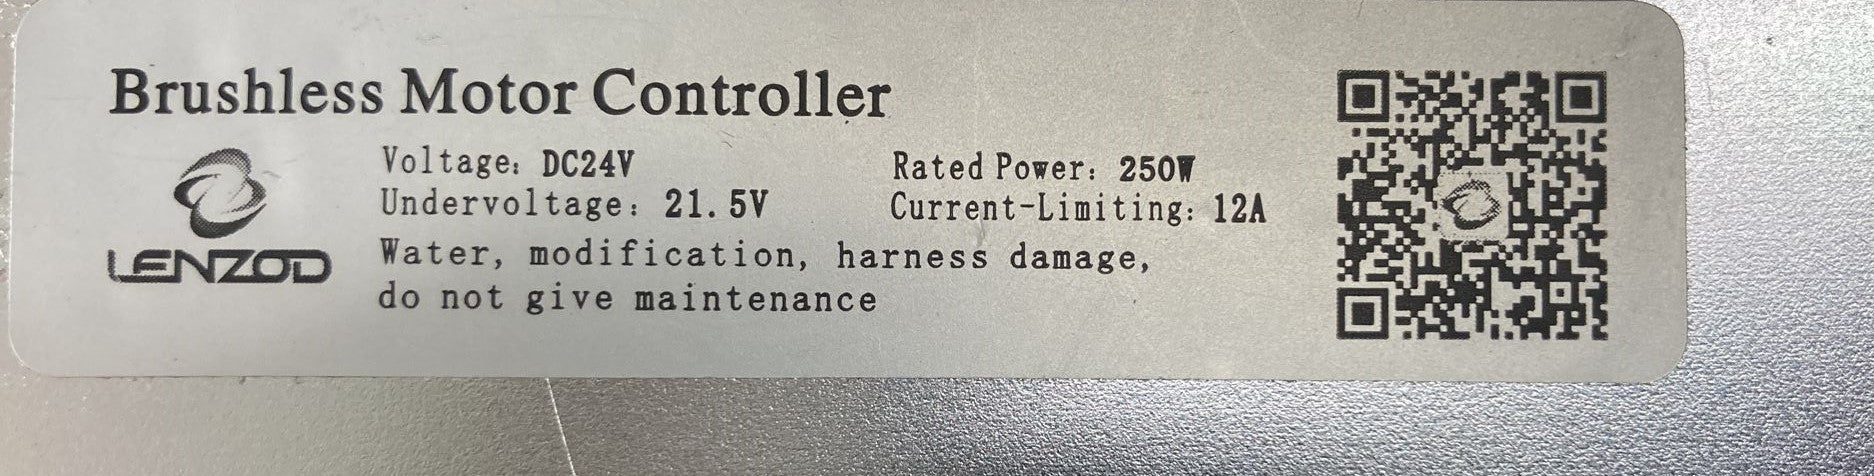 Brushless Motor Controller
Voltage: DC24V Rated Power: 250W
Undervoltage: 21.5V Current-Limiting: 12A
LENZOD
Water, modification, harness damage,
do not give maintenance